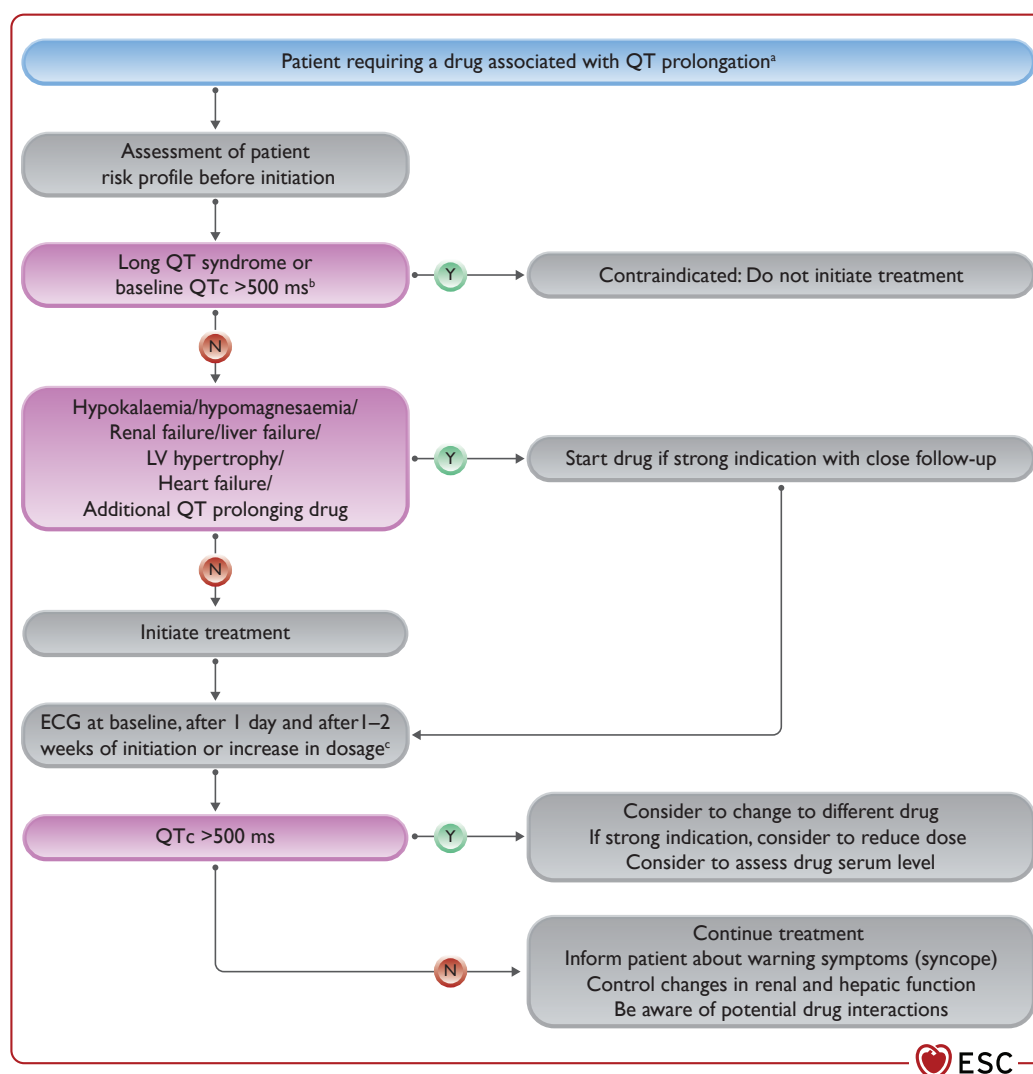 Patient requiring a drug associated with QT prolongationᵃ
Assessment of patient
risk profile before initiation
Long QT syndrome or
baseline QTc >500 msᵇ
Y
Contraindicated: Do not initiate treatment
N
Hypokalaemia/hypomagnesaemia/
Renal failure/liver failure/
LV hypertrophy/
Heart failure/
Additional QT prolonging drug
Y
Start drug if strong indication with close follow-up
N
Initiate treatment
ECG at baseline, after 1 day and after1–2
weeks of initiation or increase in dosageᶜ
QTc >500 ms
Y
Consider to change to different drug
If strong indication, consider to reduce dose
Consider to assess drug serum level
N
Continue treatment
Inform patient about warning symptoms (syncope)
Control changes in renal and hepatic function
Be aware of potential drug interactions
ESC